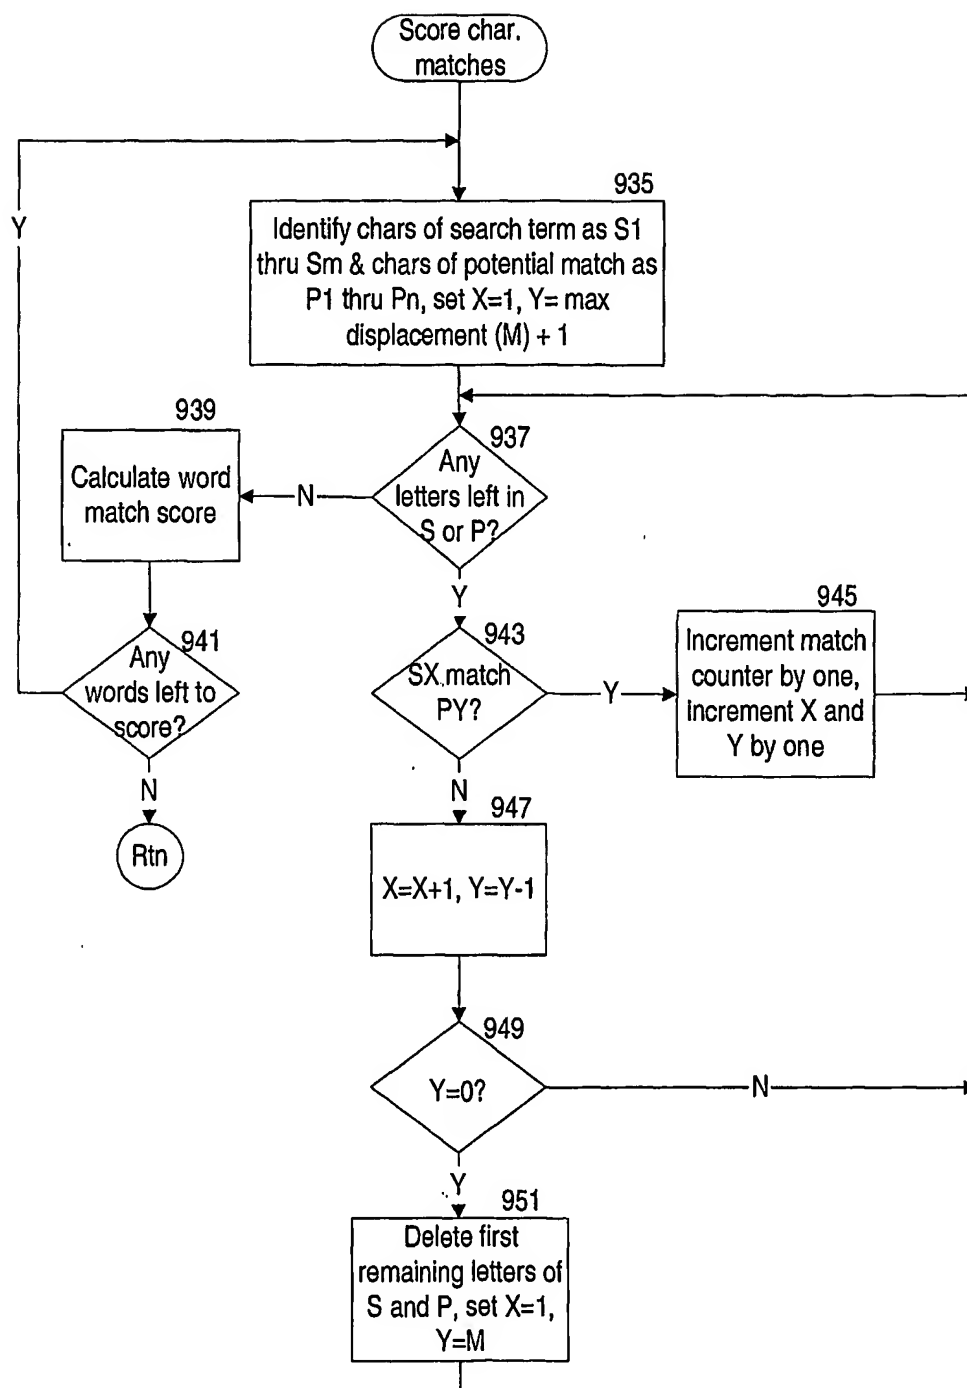 Score char.
matches
935
Identify chars of search term as S1
thru Sm & chars of potential match as
P1 thru Pn, set X=1, Y= max
displacement (M) + 1
Y
939
Calculate word
match score
N
937
Any
letters left in
S or P?
Y
941
Any
words left to
score?
N
Rtn
943
SX match
PY?
Y
945
Increment match
counter by one,
Increment X and
Y by one
N
947
X=X+1, Y=Y-1
949
Y=0?
N
Y
951
Delete first
remaining letters of
S and P, set X=1,
Y=M